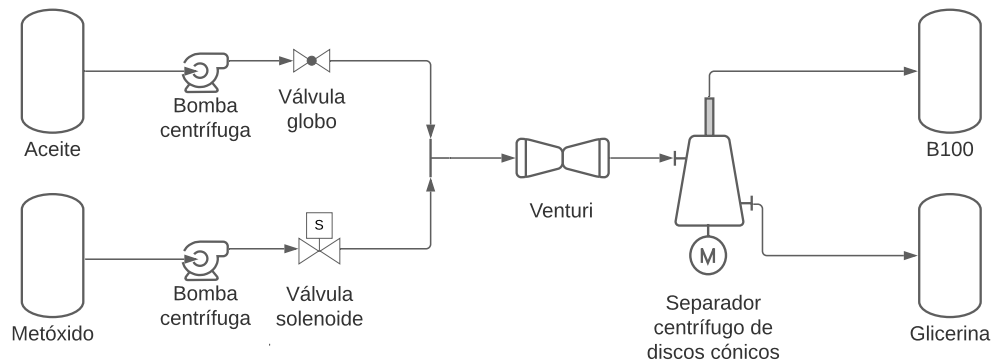 Aceite
Bomba
centrífuga
Válvula
globo
Metóxido
Bomba
centrífuga
S
Válvula
solenoide
Venturi
M
Separador
centrífugo de
discos cónicos
B100
Glicerina